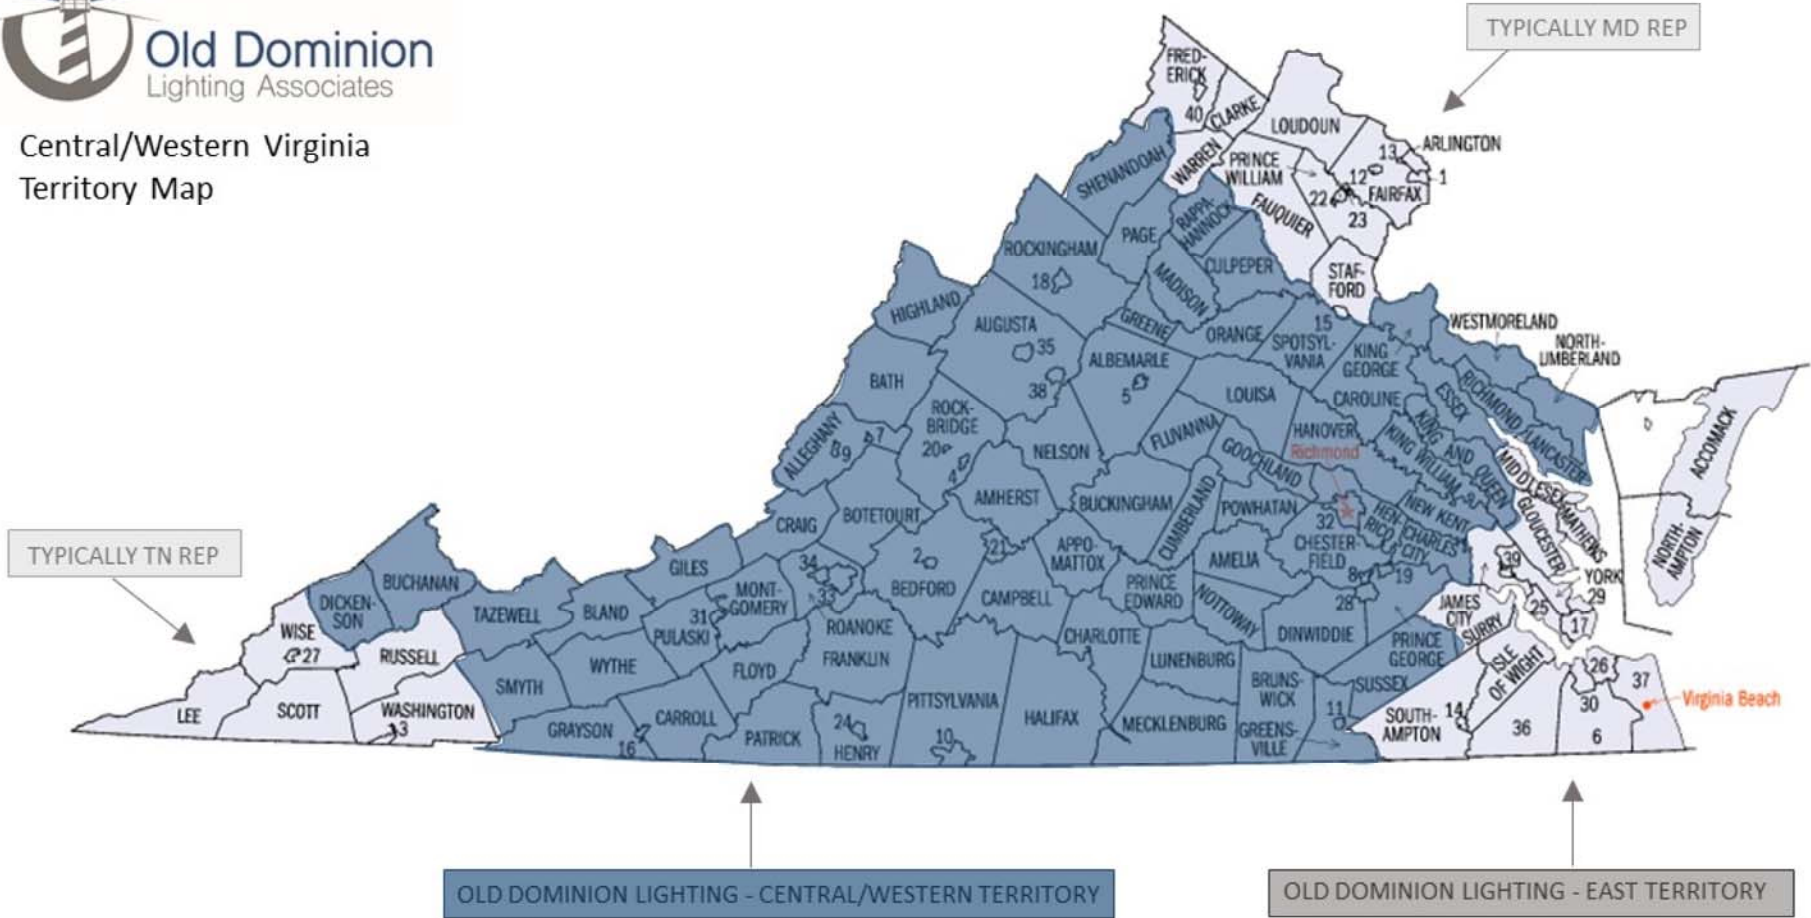 Old Dominion
Lighting Associates
Central/Western Virginia
Territory Map
TYPICALLY MD REP
FRED-
ERICK
40
CLARKE
LOUDOUN
ARLINGTON
13
1
WARREN
PRINCE
WILLIAM
12
FAIRFAX
22
23
SHENANDOAH
FAUQUIER
RAPPA-
HANNOCK
PAGE
ROCKINGHAM
18
CULPEPER
MADISON
STAF-
FORD
HIGHLAND
AUGUSTA
35
GREENE
ORANGE
15
SPOTSYL-
VANIA
KING
GEORGE
WESTMORELAND
NORTH-
UMBERLAND
ALBEMARLE
5
BATH
38
LOUISA
CAROLINE
ESSEX
RICHMOND
LANCASTER
ROCK-
BRIDGE
20
4
ALLEGHANY
9
7
NELSON
FLUVANNA
GOOCHLAND
HANOVER
Richmond
KING WILLIAM
KING AND QUEEN
MIDDLESEX
MATHEWS
GLOUCESTER
ACCOMACK
NORTH-
AMPTON
AMHERST
BUCKINGHAM
CUMBERLAND
POWHATAN
32
HEN-
RICO
NEW KENT
CHARLES
CITY
CRAIG
BOTETOURT
2
BEDFORD
21
APPO-
MATTOX
AMELIA
CHESTER-
FIELD
8
19
39
YORK
29
25
17
JAMES
CITY
SURRY
TYPICALLY TN REP
BUCHANAN
DICKEN-
SON
TAZEWELL
BLAND
GILES
34
33
MONT-
GOMERY
31
PULASKI
ROANOKE
CAMPBELL
PRINCE
EDWARD
NOTTOWAY
28
DINWIDDIE
PRINCE
GEORGE
WISE
27
RUSSELL
WYTHE
FLOYD
FRANKLIN
CHARLOTTE
LUNENBURG
BRUNS-
WICK
SUSSEX
ISLE
OF WIGHT
26
37
Virginia Beach
LEE
SCOTT
WASHINGTON
3
SMYTH
GRAYSON
16
CARROLL
PATRICK
24
HENRY
PITTSYLVANIA
10
HALIFAX
MECKLENBURG
GREENS-
VILLE
11
SOUTH-
AMPTON
14
36
30
6
OLD DOMINION LIGHTING - CENTRAL/WESTERN TERRITORY
OLD DOMINION LIGHTING - EAST TERRITORY